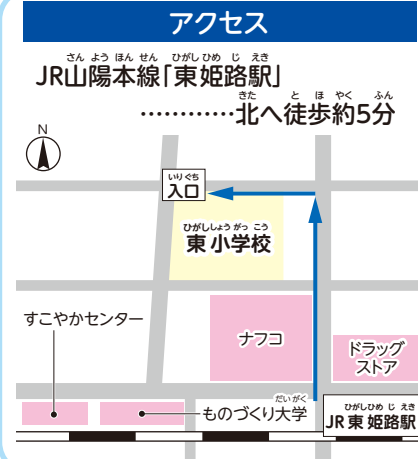 アクセス
さんようほんせん ひがしひめじえき
JR山陽本線「東姫路駅」
きた とほやく ふん
…………北へ徒歩約5分
N
いりぐち
入口
ひがししょうがっこう
東小学校
すこやかセンター
ナフコ
ドラッグ
ストア
だいがく
ものづくり大学
ひがしひめじえき
JR東姫路駅